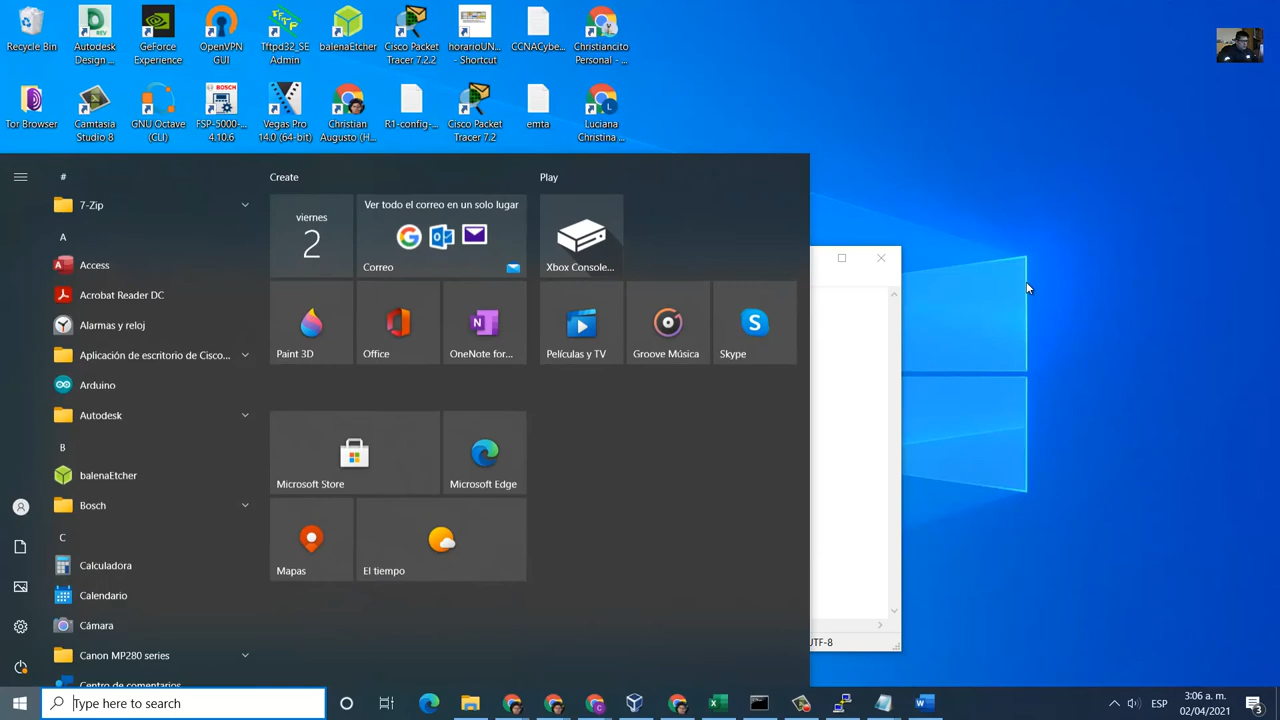 Recycle Bin
Autodesk
Design ...
GeForce
Experience
OpenVPN
GUI
Tftpd32_SE
Admin
balenaEtcher
Cisco Packet
Tracer 7.2.2
horarioUN...
- Shortcut
CCNACybe...
Christiancito
Personal - ...
Tor Browser
Camtasia
Studio 8
GNU Octave
(CLI)
BOSCH
FSP-5000-...
4.10.6
Vegas Pro
14.0 (64-bit)
Christian
Augusto (H...
R1-config-...
Cisco Packet
Tracer 7.2
emta
L
Luciana
Christina ...
#
7-Zip
A
Access
Acrobat Reader DC
Alarmas y reloj
Aplicación de escritorio de Cisco...
Arduino
Autodesk
B
balenaEtcher
Bosch
C
Calculadora
Calendario
Cámara
Canon MP280 series
Centro de comentarios
Create
viernes
2
Ver todo el correo en un solo lugar
Correo
Paint 3D
Office
OneNote for...
Microsoft Store
Microsoft Edge
Mapas
El tiempo
Play
Xbox Console...
Películas y TV
Groove Música
Skype
UTF-8
Type here to search
ESP
3:06 a. m.
02/04/2021
3